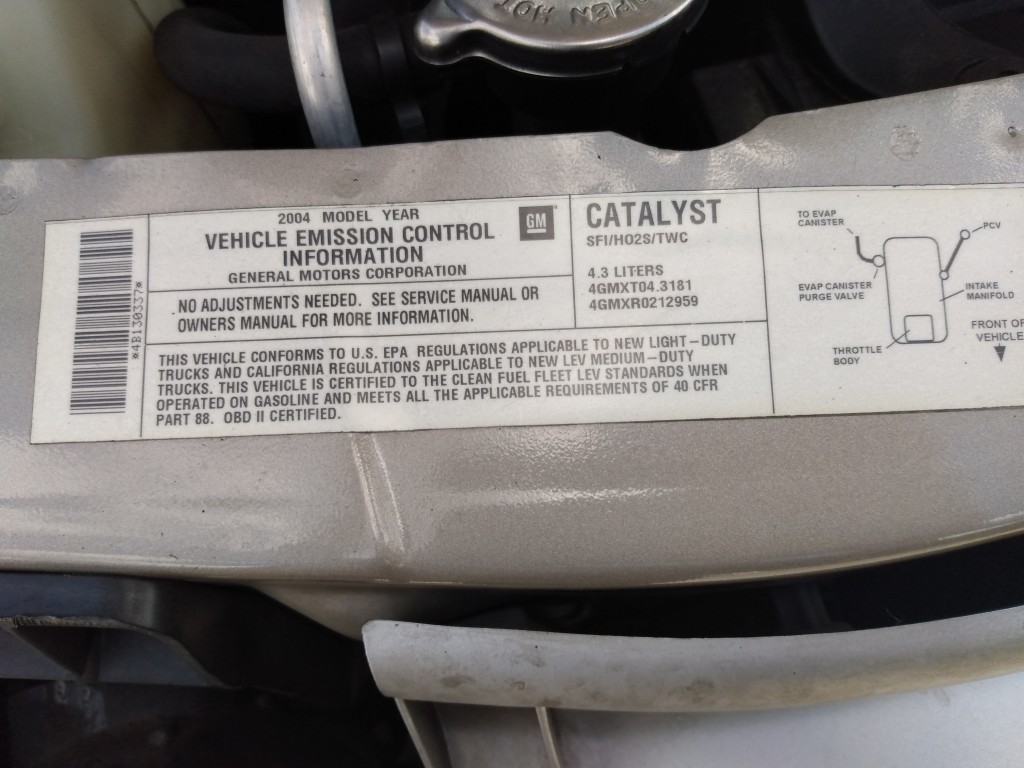 OPEN HOT
*4B130337*
2004 MODEL YEAR
VEHICLE EMISSION CONTROL
INFORMATION
GENERAL MOTORS CORPORATION
GM
NO ADJUSTMENTS NEEDED. SEE SERVICE MANUAL OR
OWNERS MANUAL FOR MORE INFORMATION.
CATALYST
SFI/HO2S/TWC
4.3 LITERS
4GMXT04.3181
4GMXR0212959
THIS VEHICLE CONFORMS TO U.S. EPA REGULATIONS APPLICABLE TO NEW LIGHT-DUTY
TRUCKS AND CALIFORNIA REGULATIONS APPLICABLE TO NEW LEV MEDIUM-DUTY
TRUCKS. THIS VEHICLE IS CERTIFIED TO THE CLEAN FUEL FLEET LEV STANDARDS WHEN
OPERATED ON GASOLINE AND MEETS ALL THE APPLICABLE REQUIREMENTS OF 40 CFR
PART 88. OBD II CERTIFIED.
TO EVAP
CANISTER
PCV
EVAP CANISTER
PURGE VALVE
INTAKE
MANIFOLD
THROTTLE
BODY
FRONT OF
VEHICLE